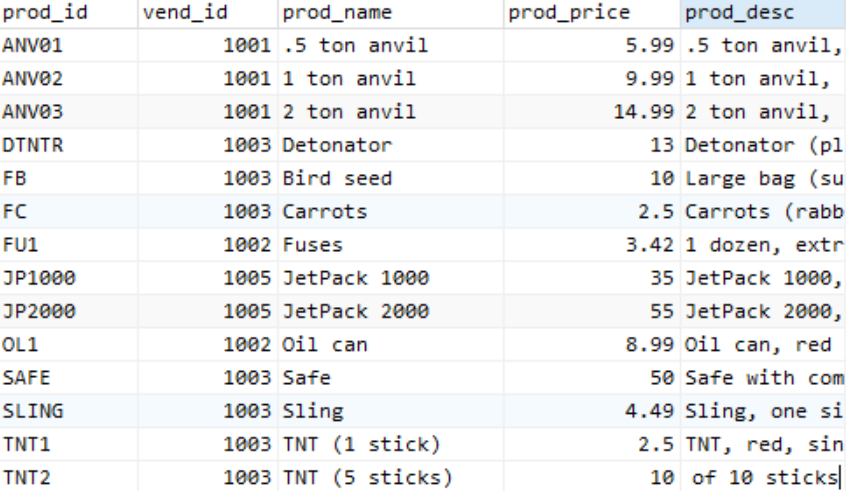 prod_id vend_id prod_name prod_price prod_desc
ANV01 1001 .5 ton anvil 5.99 .5 ton anvil,
ANV02 1001 1 ton anvil 9.99 1 ton anvil,
ANV03 1001 2 ton anvil 14.99 2 ton anvil,
DTNTR 1003 Detonator 13 Detonator (pl
FB 1003 Bird seed 10 Large bag (su
FC 1003 Carrots 2.5 Carrots (rabb
FU1 1002 Fuses 3.42 1 dozen, extr
JP1000 1005 JetPack 1000 35 JetPack 1000,
JP2000 1005 JetPack 2000 55 JetPack 2000,
OL1 1002 Oil can 8.99 Oil can, red
SAFE 1003 Safe 50 Safe with com
SLING 1003 Sling 4.49 Sling, one si
TNT1 1003 TNT (1 stick) 2.5 TNT, red, sin
TNT2 1003 TNT (5 sticks) 10 of 10 sticks